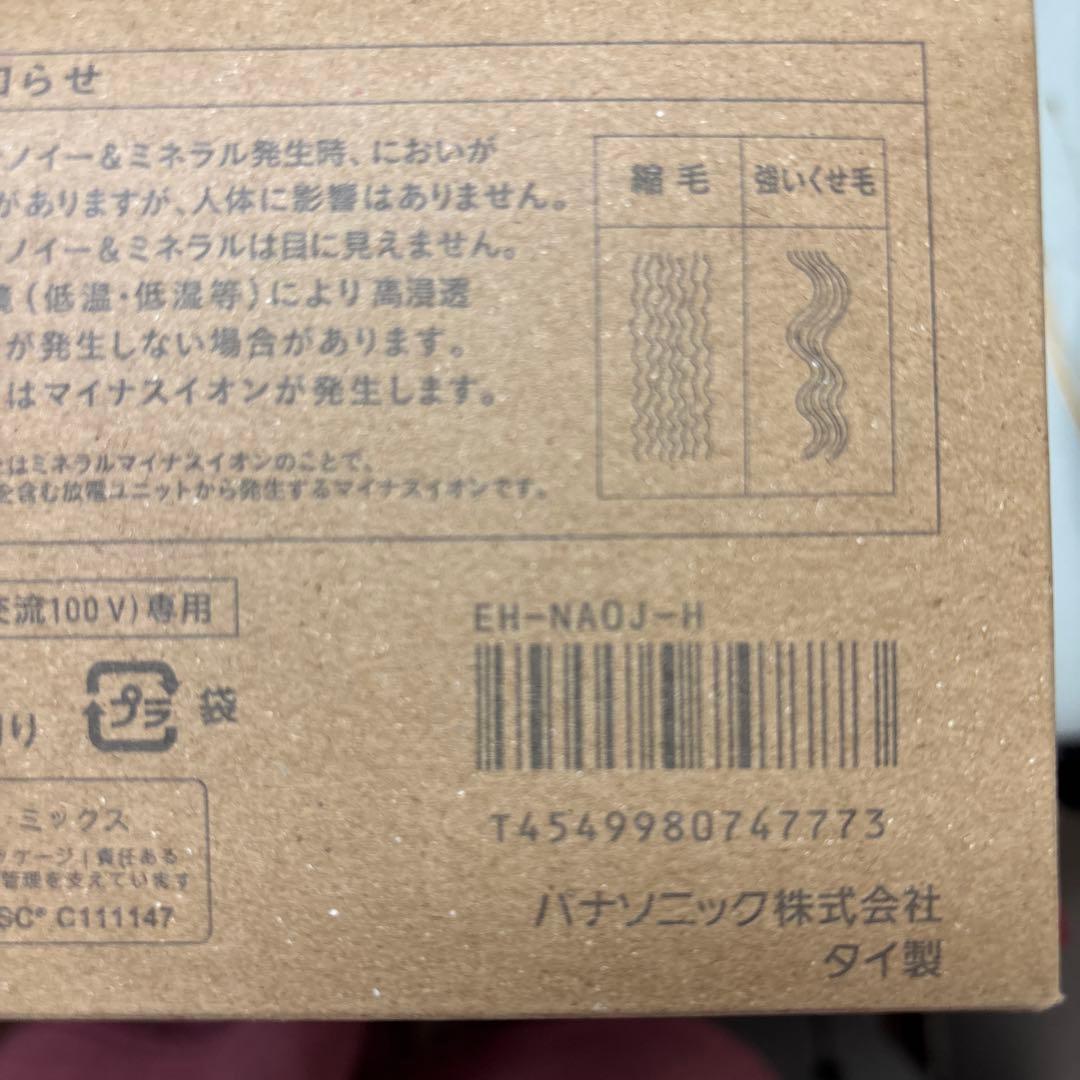 らせ
ノイー＆ミネラル発生時、においが
がありますが、人体に影響はありません。
ノイー＆ミネラルは目に見えません。
（低温・低湿等）により高浸透
が発生しない場合があります。
はマイナスイオンが発生します。
とはミネラルマイナスイオンのことで、
を含む放電ユニットから発生するマイナスイオンです。
縮毛
強いくせ毛
交流100V）専用
プラ 袋
り
ミックス
ケージ｜責任ある
管理を支えています
SC® C111147
EH-NA0J-H
T4549980747773
パナソニック株式会社
タイ製